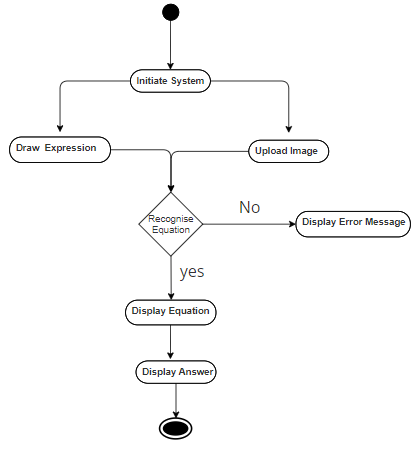 Initiate System
Draw Expression
Upload Image
Recognise
Equation
No
Display Error Message
yes
Display Equation
Display Answer